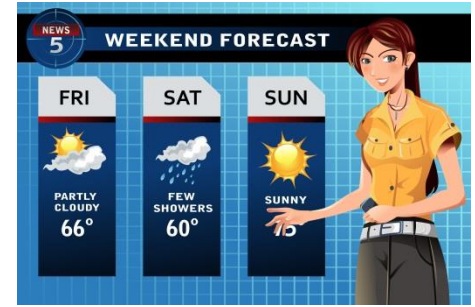 NEWS
5
WEEKEND FORECAST
FRI
SAT
SUN
PARTLY
CLOUDY
66°
FEW
SHOWERS
60°
SUNNY